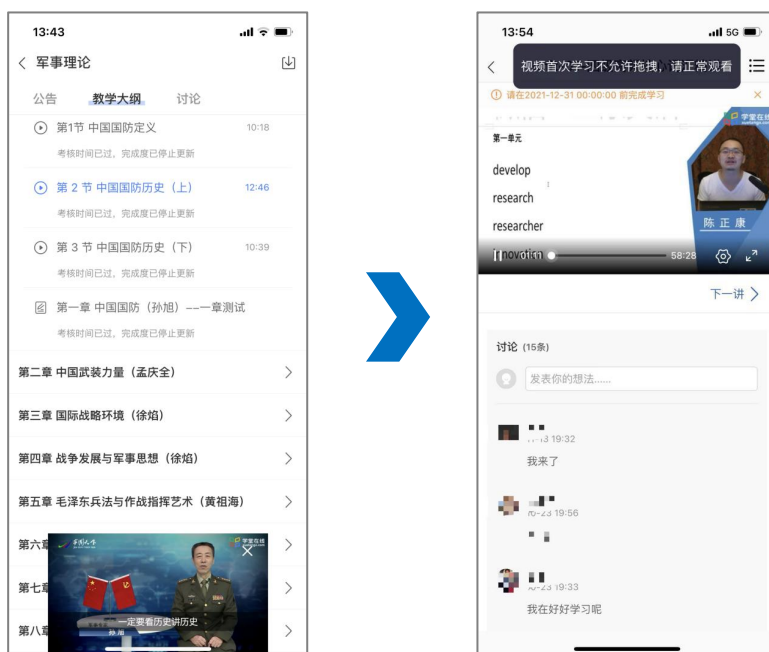 13:43
军事理论
公告 教学大纲 讨论
第1节 中国国防定义 10:18
考核时间已过，完成度已停止更新
第 2 节 中国国防历史（上） 12:46
考核时间已过，完成度已停止更新
第 3 节 中国国防历史（下） 10:39
考核时间已过，完成度已停止更新
第一章 中国国防（孙旭）--一章测试
考核时间已过，完成度已停止更新
第二章 中国武装力量（孟庆全）
第三章 国际战略环境（徐焰）
第四章 战争发展与军事思想（徐焰）
第五章 毛泽东兵法与作战指挥艺术（黄祖海）
第六章
学堂在线
第七章
一定要看历史讲历史
孙旭
第八章
13:54 5G
视频首次学习不允许拖拽，请正常观看
请在2021-12-31 00:00:00 前完成学习
学堂在线
第一单元
develop
research
researcher
陈正康
innovation
01:11 58:28
下一讲
讨论 (15条)
发表你的想法......
19:32
我来了
19:56
19:33
我在好好学习呢